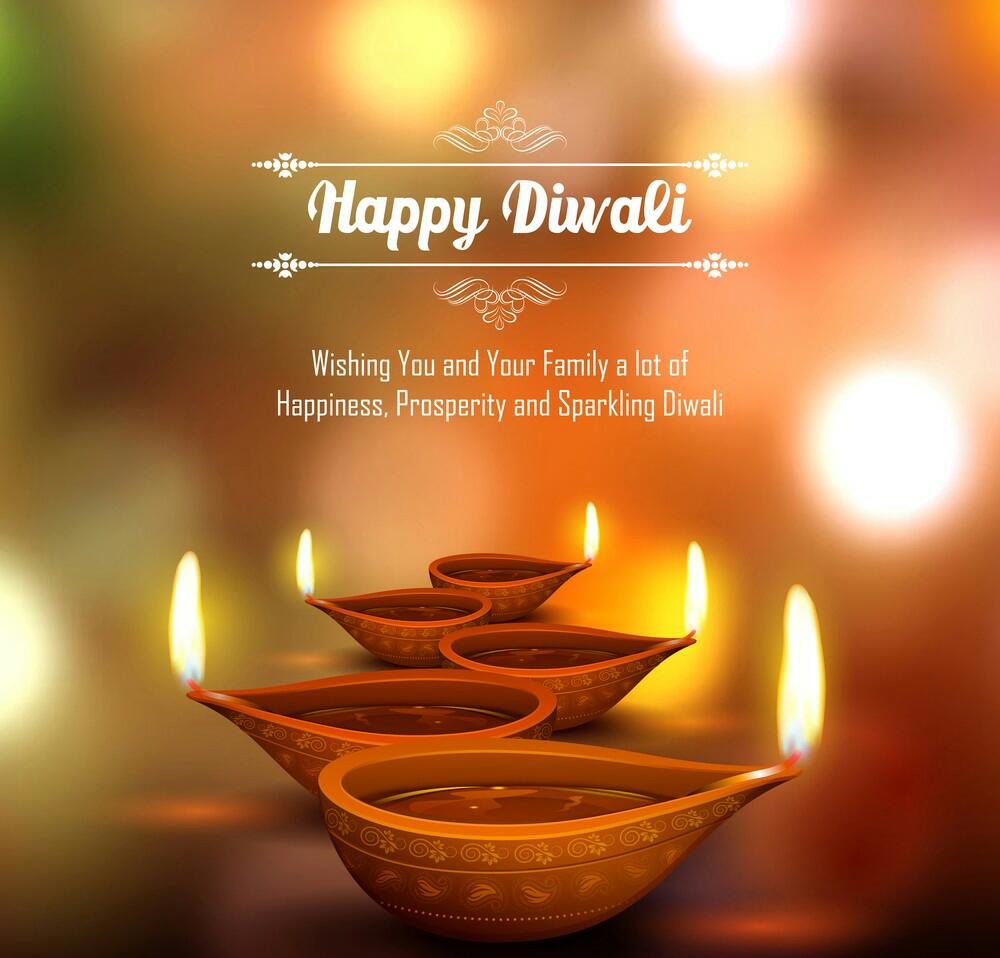 Happy Diwali
Wishing You and Your Family a lot of
Happiness, Prosperity and Sparkling Diwali